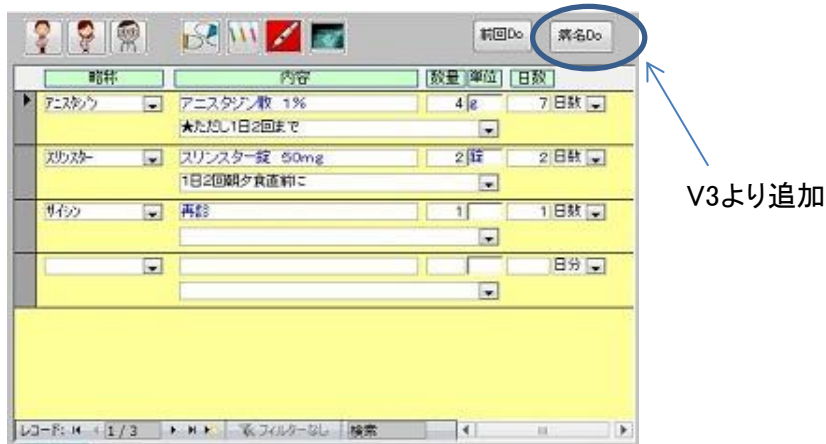 前回Do 病名Do
略称 内容 数量 単位 日数
アニスタジン アニスタジン散 1% 4 g 7 日数
★ただし1日2回まで
スリンスター スリンスター錠 50mg 2 錠 2 日数
1日2回朝夕食直前に
サイシン 再診 1 1 日数
日分
レコード: 1 / 3 フィルターなし 検索
V3より追加